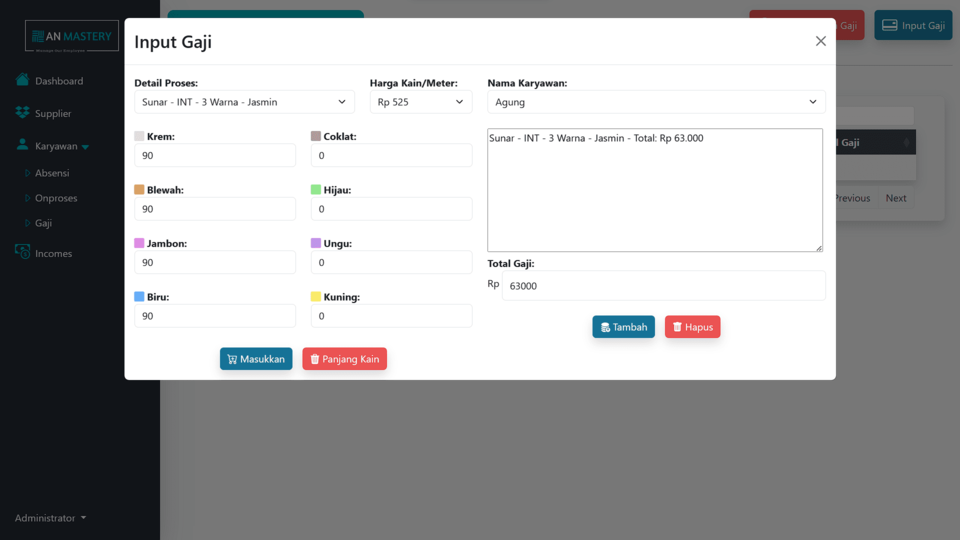 AN MASTERY
Dashboard
Supplier
Karyawan
Absensi
Onproses
Gaji
Incomes
Administrator
Input Gaji
Detail Proses:
Sunar - INT - 3 Warna - Jasmin
Harga Kain/Meter:
Rp 525
Nama Karyawan:
Agung
Krem:
90
Coklat:
0
Blewah:
90
Hijau:
0
Jambon:
90
Ungu:
0
Biru:
90
Kuning:
0
Masukkan
Panjang Kain
Sunar - INT - 3 Warna - Jasmin - Total: Rp 63.000
Total Gaji:
Rp
63000
Tambah
Hapus
Gaji
Input Gaji
Gaji
Previous
Next